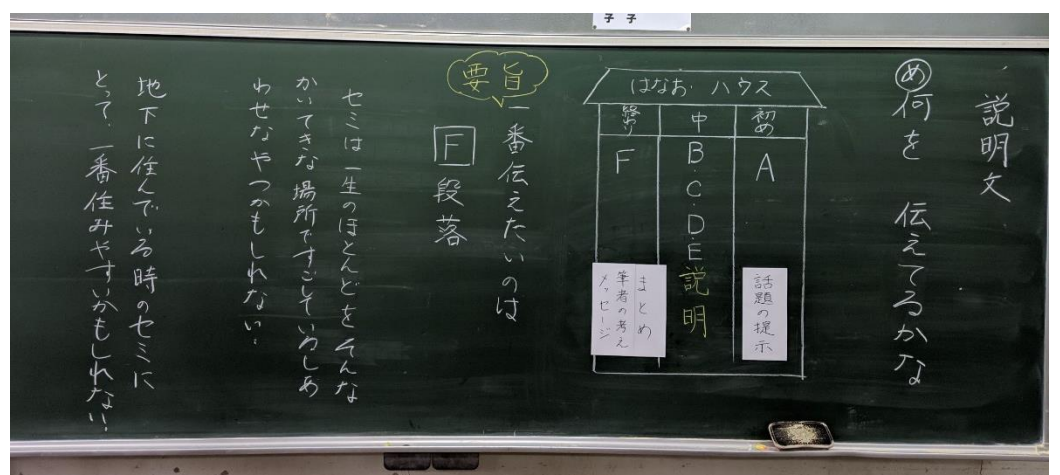 子 子
説明文
め 何を 伝えてるかな
はなお・ハウス
初め
A
話題の提示
中
B・C・D・E説明
終わり
F
まとめ
筆者の考え
メッセージ
要旨
一番伝えたいのは
F 段落
セミは一生のほとんどをそんな
かいてきな場所ですごしているしあ
わせなやつかもしれない。
地下に住んでいる時のセミに
とって、一番住みやすいかもしれない!